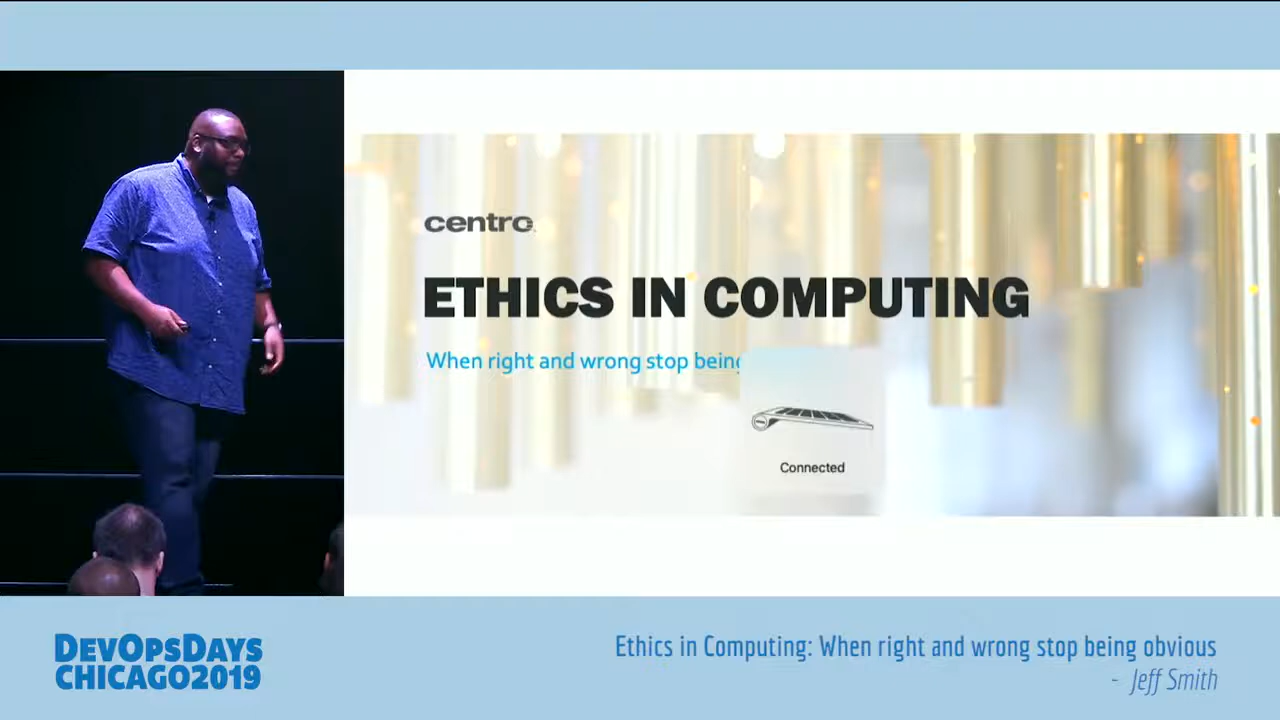 centro
ETHICS IN COMPUTING
When right and wrong stop being
Connected
DEVOPSDAYS
CHICAGO2019
Ethics in Computing: When right and wrong stop being obvious
- Jeff Smith